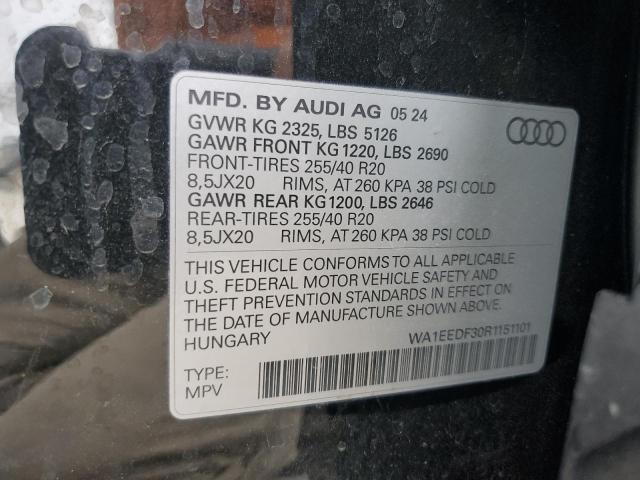 MFD. BY AUDI AG 05 24
GVWR KG 2325, LBS 5126
GAWR FRONT KG1220, LBS 2690
FRONT-TIRES 255/40 R20
8,5JX20 RIMS, AT 260 KPA 38 PSI COLD
GAWR REAR KG1200, LBS 2646
REAR-TIRES 255/40 R20
8,5JX20 RIMS, AT 260 KPA 38 PSI COLD
THIS VEHICLE CONFORMS TO ALL APPLICABLE
U.S. FEDERAL MOTOR VEHICLE SAFETY AND
THEFT PREVENTION STANDARDS IN EFFECT ON
THE DATE OF MANUFACTURE SHOWN ABOVE.
HUNGARY
WA1EEDF30R1151101
TYPE:
MPV